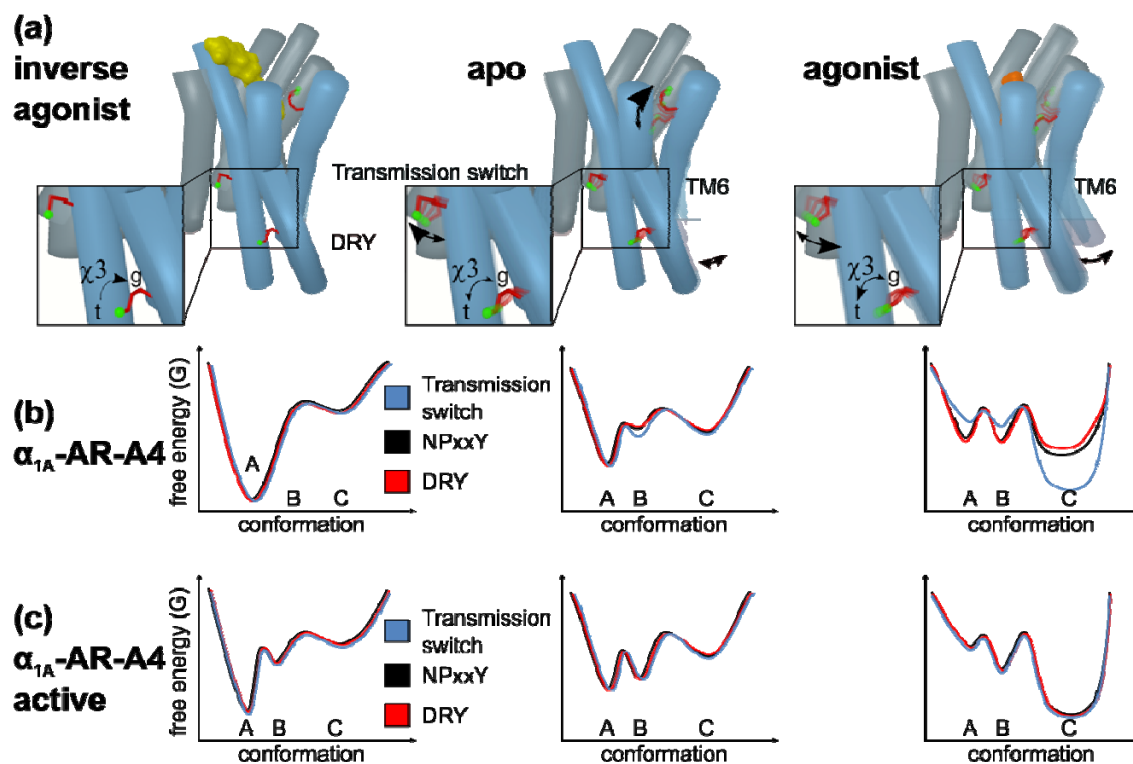 (a)
inverse
agonist
apo
agonist
Transmission switch
DRY
TM6
TM6
χ3
g
t
χ3
g
t
χ3
g
t
(b)
α1A-AR-A4
free energy (G)
A
B
C
conformation
Transmission
switch
NPxxY
DRY
A
B
C
conformation
A
B
C
conformation
(c)
α1A-AR-A4
active
free energy (G)
A
B
C
conformation
Transmission
switch
NPxxY
DRY
A
B
C
conformation
A
B
C
conformation